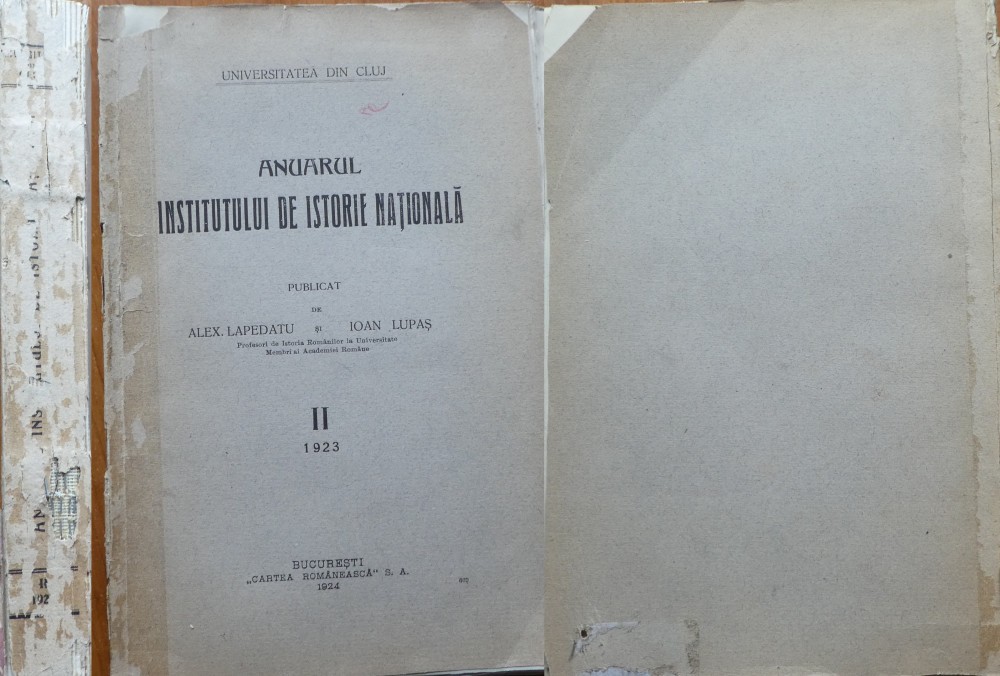 UNIVERSITATEA DIN CLUJ
ANUARUL
INSTITUTULUI DE ISTORIE NAȚIONALĂ
PUBLICAT
DE
ALEX. LAPEDATU ȘI IOAN LUPAȘ
Profesori de Istoria Românilor la Universitate
Membri ai Academiei Române
II
1923
BUCUREȘTI
„CARTEA ROMÂNEASCĂ" S. A.
1924